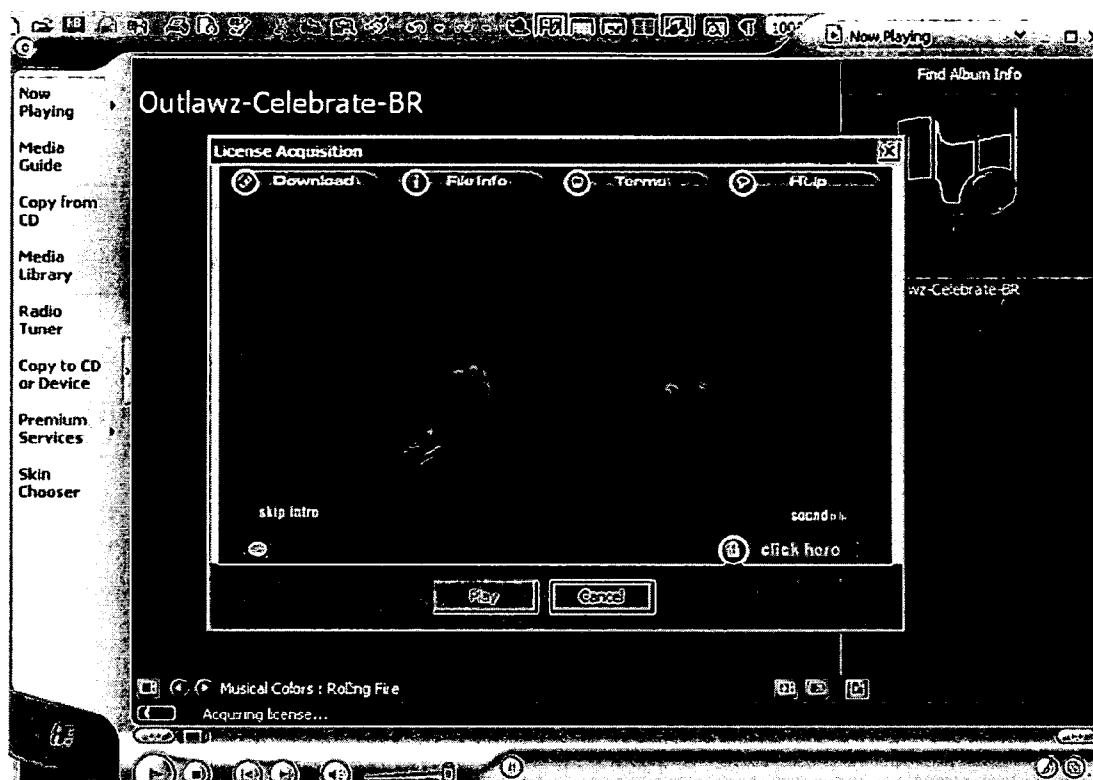 Now Playing
Find Album Info
Now
Playing
Media
Guide
Copy from
CD
Media
Library
Radio
Tuner
Copy to CD
or Device
Premium
Services
Skin
Chooser
Outlawz-Celebrate-BR
License Acquisition
Download
File Info
Terms
Help
wz-Celebrate-BR
skip intro
sound
click here
Play
Cancel
Musical Colors : Rolling Fire
Acquiring license...